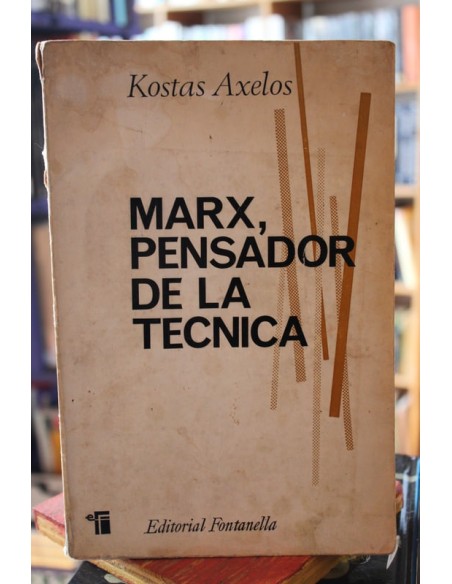 Kostas Axelos
MARX,
PENSADOR
DE LA
TECNICA
Editorial Fontanella